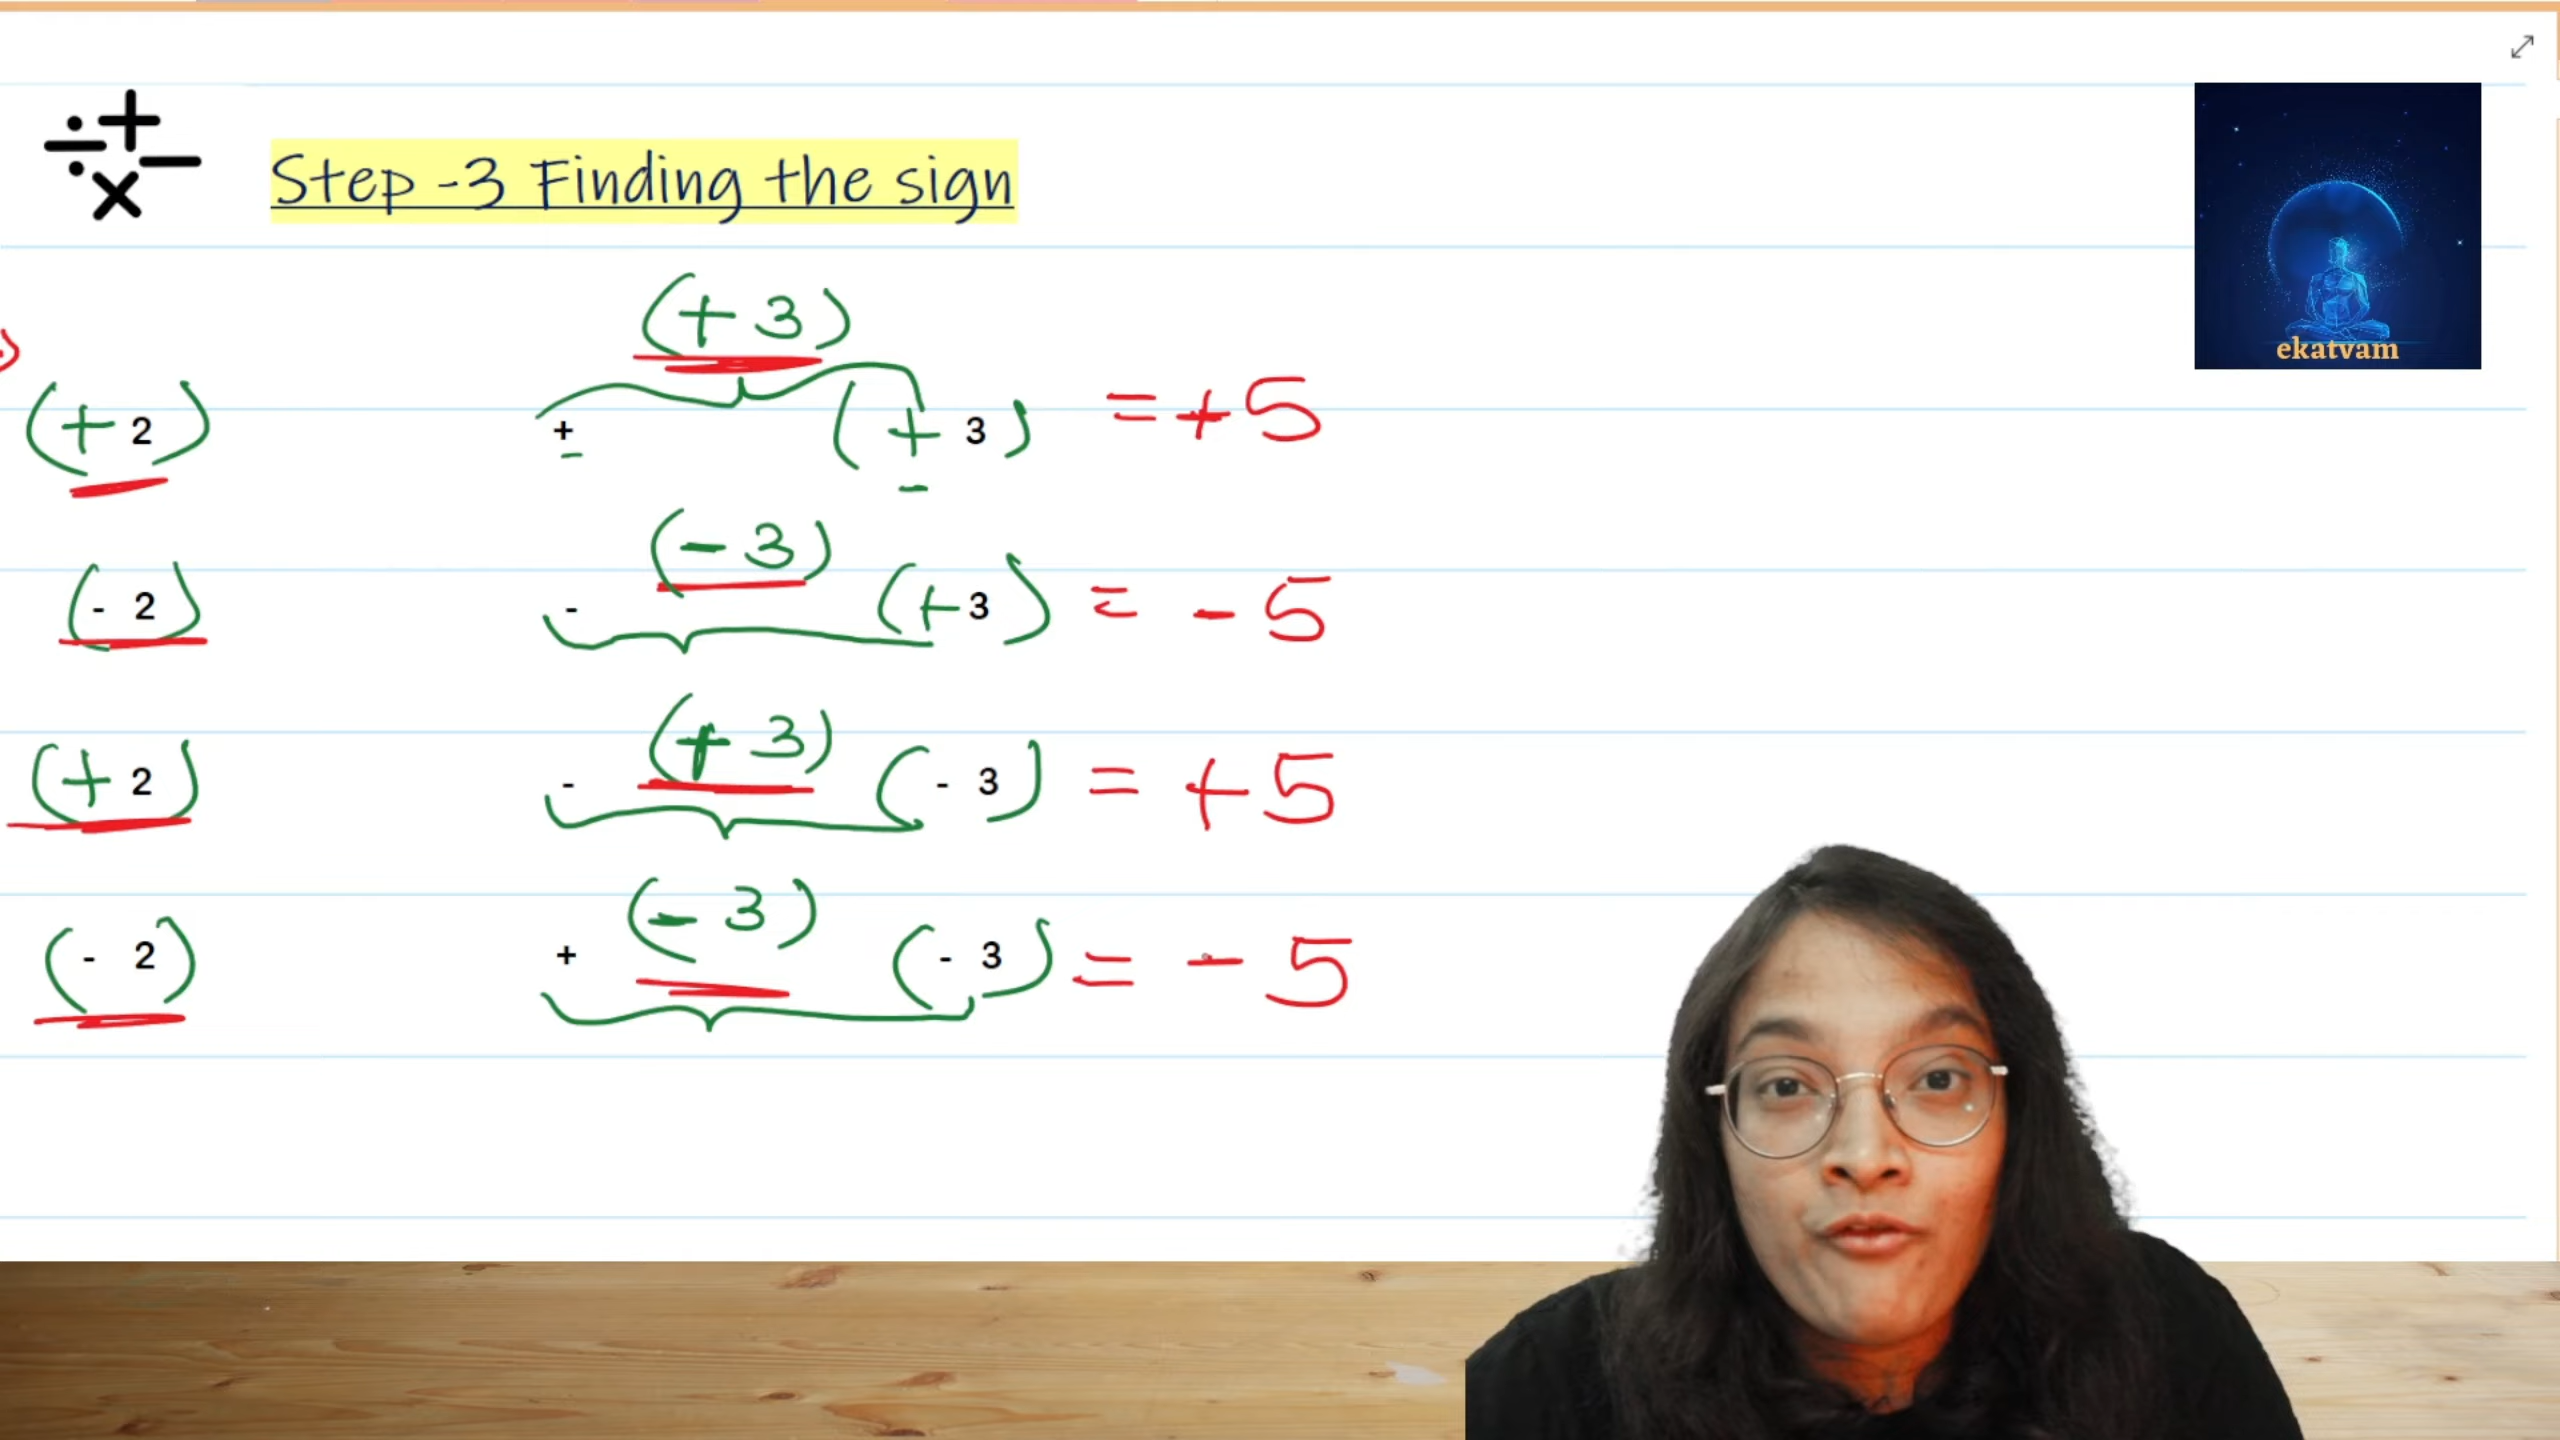 Step -3 Finding the sign
ekatvam
(+ 3)
(+ 2) + (+ 3) = +5
(- 3)
(- 2) - (+3) = - 5
(+ 3)
(+ 2) - (- 3) = +5
(- 3)
(- 2) + (- 3) = - 5